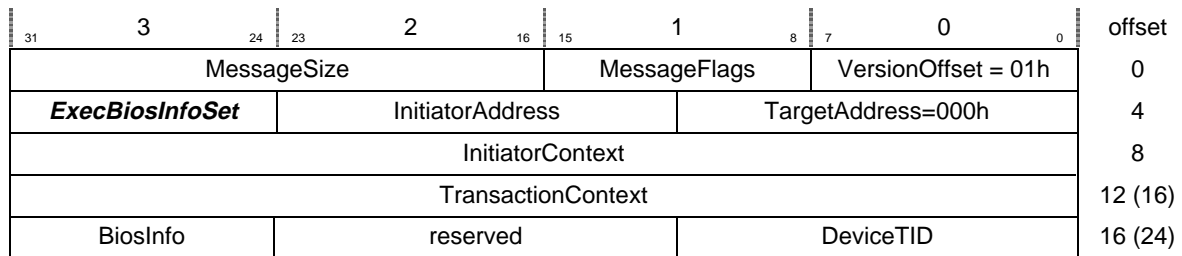 31 3 24 23 2 16 15 1 8 7 0 0 offset
MessageSize MessageFlags VersionOffset = 01h 0
ExecBiosInfoSet InitiatorAddress TargetAddress=000h 4
InitiatorContext 8
TransactionContext 12 (16)
BiosInfo reserved DeviceTID 16 (24)